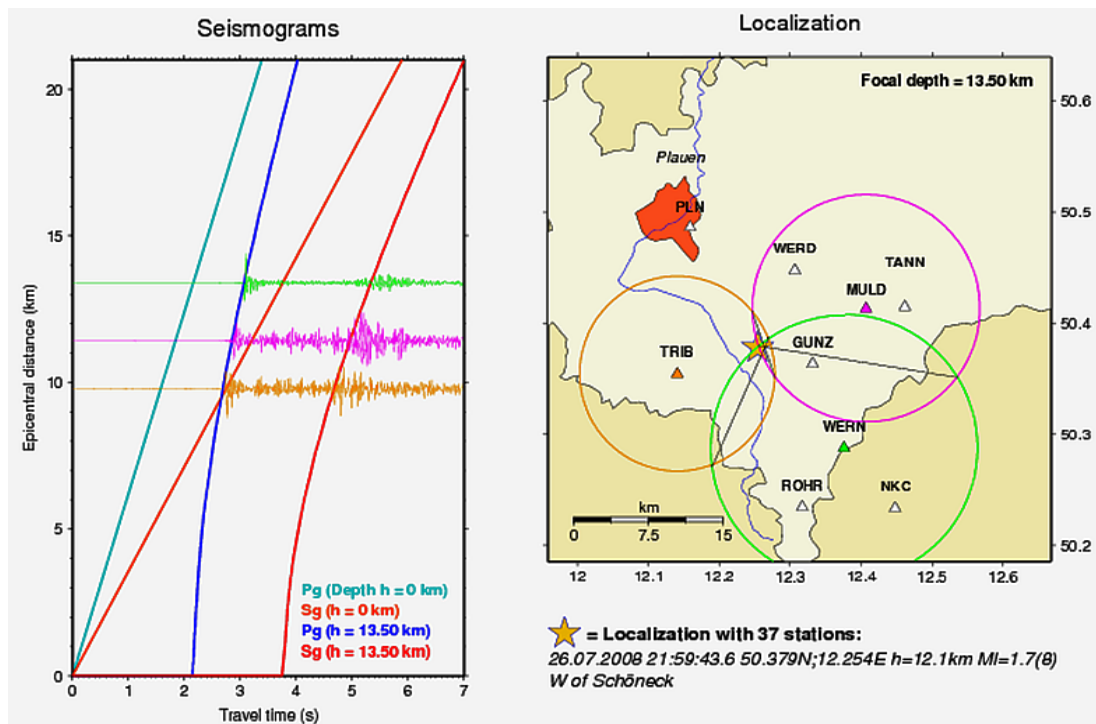 Seismograms
Epicentral distance (km)
20
15
10
5
0
Pg (Depth h = 0 km)
Sg (h = 0 km)
Pg (h = 13.50 km)
Sg (h = 13.50 km)
0 1 2 3 4 5 6 7
Travel time (s)
Localization
Focal depth = 13.50 km
Plauen
PLN
WERD
TANN
MULD
GUNZ
TRIB
WERN
ROHR
NKC
km
0 7.5 15
50.6
50.5
50.4
50.3
50.2
12 12.1 12.2 12.3 12.4 12.5 12.6
= Localization with 37 stations:
26.07.2008 21:59:43.6 50.379N;12.254E h=12.1km Ml=1.7(8)
W of Schöneck